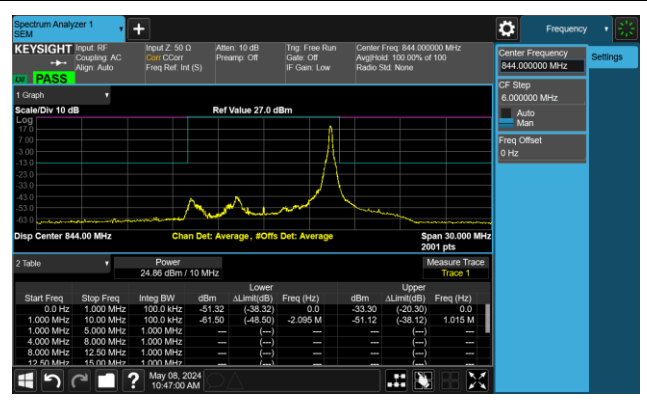 Spectrum Analyzer 1
SEM
Frequency
KEYSIGHT
Input: RF
Coupling: AC
Align: Auto
Input Z: 50 Ω
Corr CCorr
Freq Ref: Int (S)
Atten: 10 dB
Preamp: Off
Trig: Free Run
Gate: Off
IF Gain: Low
Center Freq: 844.000000 MHz
Avg|Hold: 100.00% of 100
Radio Std: None
LV PASS
Center Frequency
844.000000 MHz
Settings
CF Step
6.000000 MHz
Auto
Man
Freq Offset
0 Hz
1 Graph
Scale/Div 10 dB
Ref Value 27.0 dBm
Log
17.0
7.00
-3.00
-13.0
-23.0
-33.0
-43.0
-53.0
-63.0
Disp Center 844.00 MHz
Chan Det: Average, #Offs Det: Average
Span 30.000 MHz
2001 pts
2 Table
Power
24.86 dBm / 10 MHz
Measure Trace
Trace 1
Lower Upper
Start Freq Stop Freq Integ BW dBm ΔLimit(dB) Freq (Hz) dBm ΔLimit(dB) Freq (Hz)
0.0 Hz 1.000 MHz 100.0 kHz -51.32 (-38.32) 0.0 -33.30 (-20.30) 0.0
1.000 MHz 10.00 MHz 100.0 kHz -61.50 (-48.50) -2.095 M -51.12 (-38.12) 1.015 M
1.000 MHz 5.000 MHz 1.000 MHz --- (---) --- (---)
4.000 MHz 8.000 MHz 1.000 MHz --- (---) --- (---)
8.000 MHz 12.50 MHz 1.000 MHz --- (---) --- (---)
12.50 MHz 15.00 MHz 1.000 MHz --- (---) --- (---)
?
May 08, 2024
10:47:00 AM